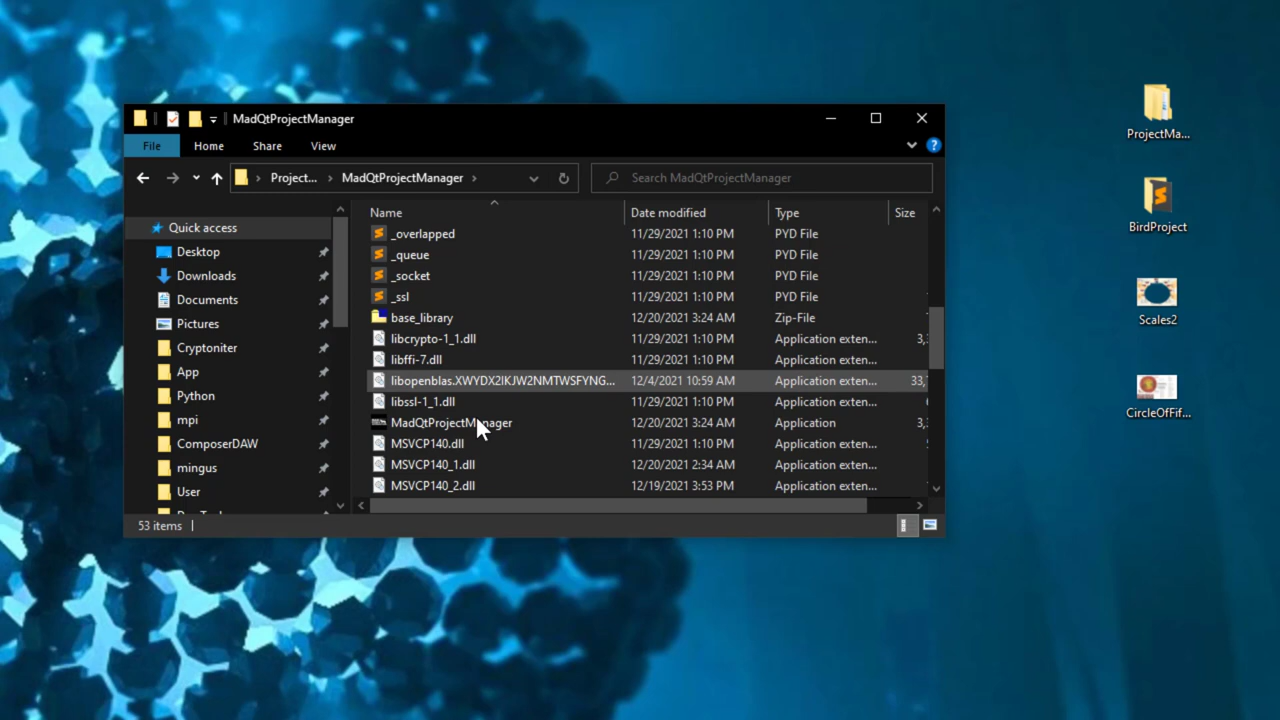 MadQtProjectManager
File Home Share View
Project... MadQtProjectManager Search MadQtProjectManager
Quick access
Desktop
Downloads
Documents
Pictures
Cryptoniter
App
Python
mpi
ComposerDAW
mingus
User
Name Date modified Type Size
_overlapped 11/29/2021 1:10 PM PYD File
_queue 11/29/2021 1:10 PM PYD File
_socket 11/29/2021 1:10 PM PYD File
_ssl 11/29/2021 1:10 PM PYD File
base_library 12/20/2021 3:24 AM Zip-File
libcrypto-1_1.dll 11/29/2021 1:10 PM Application exten... 3,
libffi-7.dll 11/29/2021 1:10 PM Application exten...
libopenblas.XWYDX2IKJW2NMTWSFYNG... 12/4/2021 10:59 AM Application exten... 33,
libssl-1_1.dll 11/29/2021 1:10 PM Application exten...
MadQtProjectManager 12/20/2021 3:24 AM Application 3,
MSVCP140.dll 11/29/2021 1:10 PM Application exten...
MSVCP140_1.dll 12/20/2021 2:34 AM Application exten...
MSVCP140_2.dll 12/19/2021 3:53 PM Application exten...
53 items
ProjectMa...
BirdProject
Scales2
CircleOfFif...